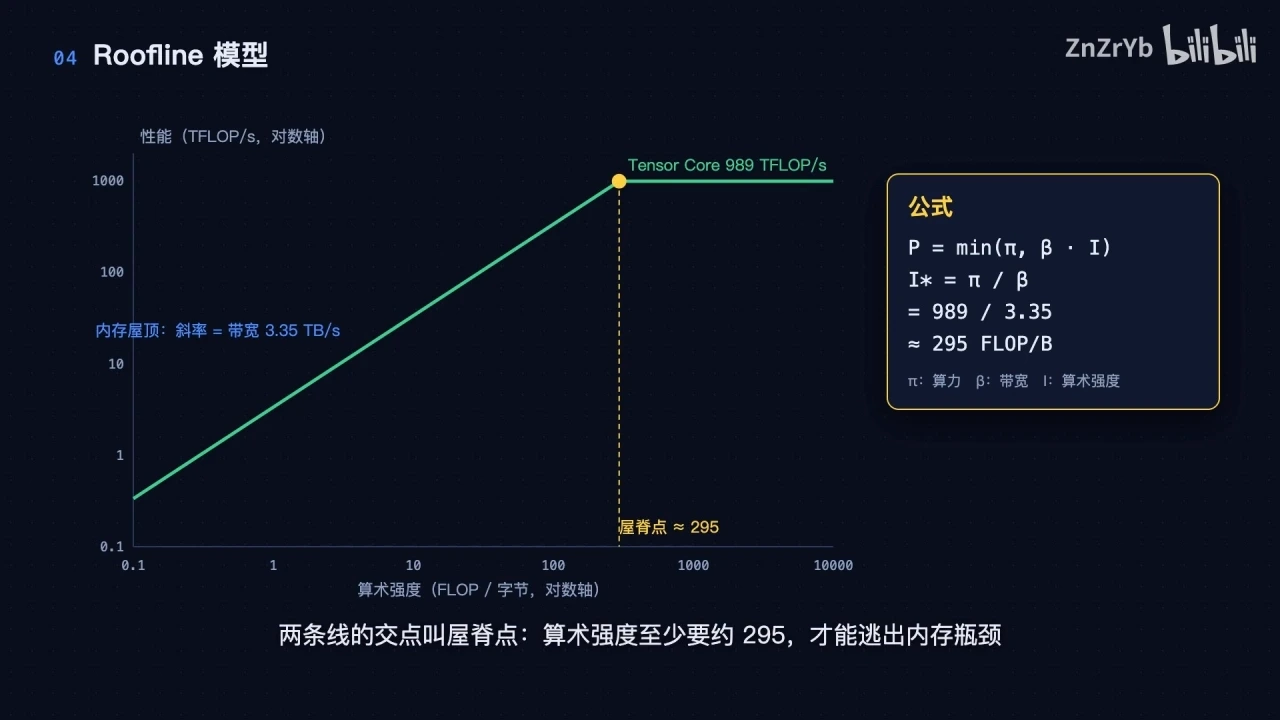 04 Roofline 模型
ZnZrYb bilibili
性能（TFLOP/s，对数轴）
Tensor Core 989 TFLOP/s
1000
100
内存屋顶：斜率 = 带宽 3.35 TB/s
10
1
0.1
屋脊点 ≈ 295
0.1 1 10 100 1000 10000
算术强度（FLOP / 字节，对数轴）
公式
P = min(π, β · I)
I∗ = π / β
= 989 / 3.35
≈ 295 FLOP/B
π：算力 β：带宽 I：算术强度
两条线的交点叫屋脊点：算术强度至少要约 295，才能逃出内存瓶颈